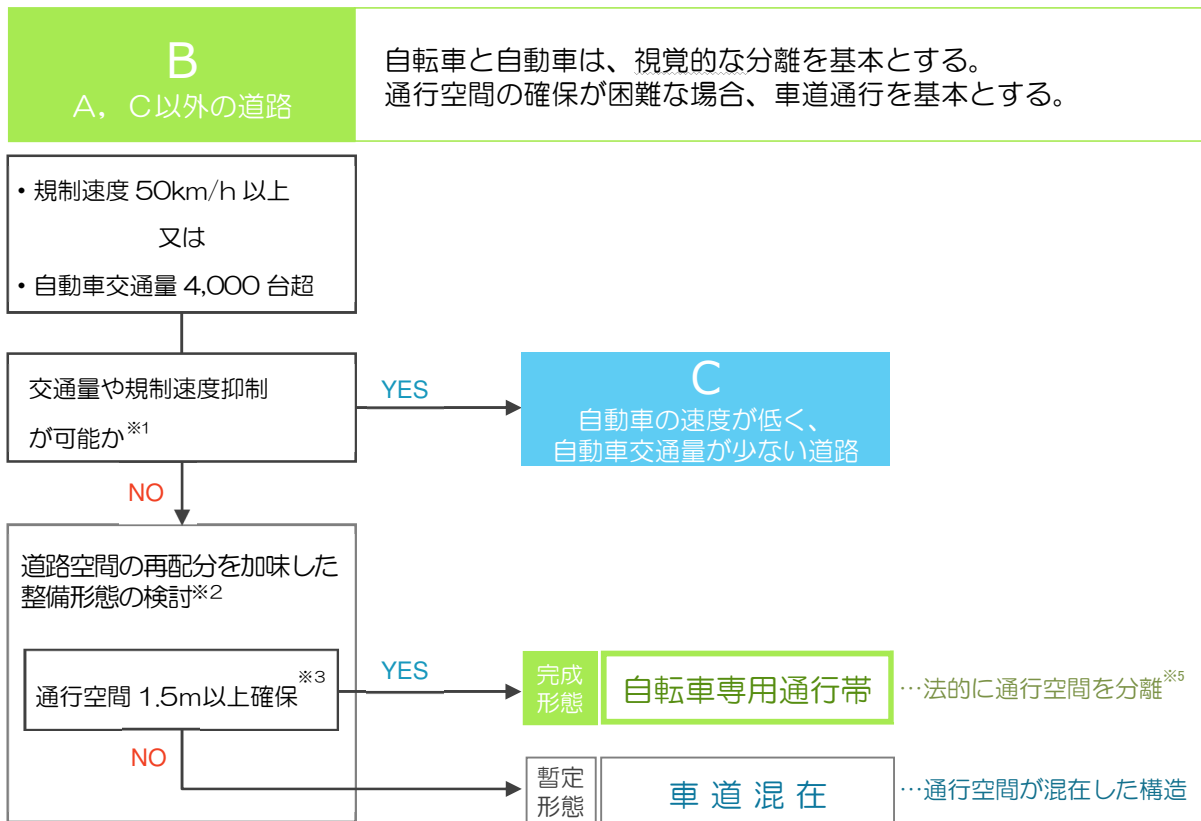 B
A，C以外の道路
自転車と自動車は、視覚的な分離を基本とする。
通行空間の確保が困難な場合、車道通行を基本とする。
・規制速度 50km/h 以上
又は
・自動車交通量 4,000 台超
交通量や規制速度抑制
が可能か※1
YES
C
自動車の速度が低く、
自動車交通量が少ない道路
NO
道路空間の再配分を加味した
整備形態の検討※2
通行空間 1.5m以上確保※3
YES
完成
形態
自転車専用通行帯
…法的に通行空間を分離※5
NO
暫定
形態
車道混在
…通行空間が混在した構造